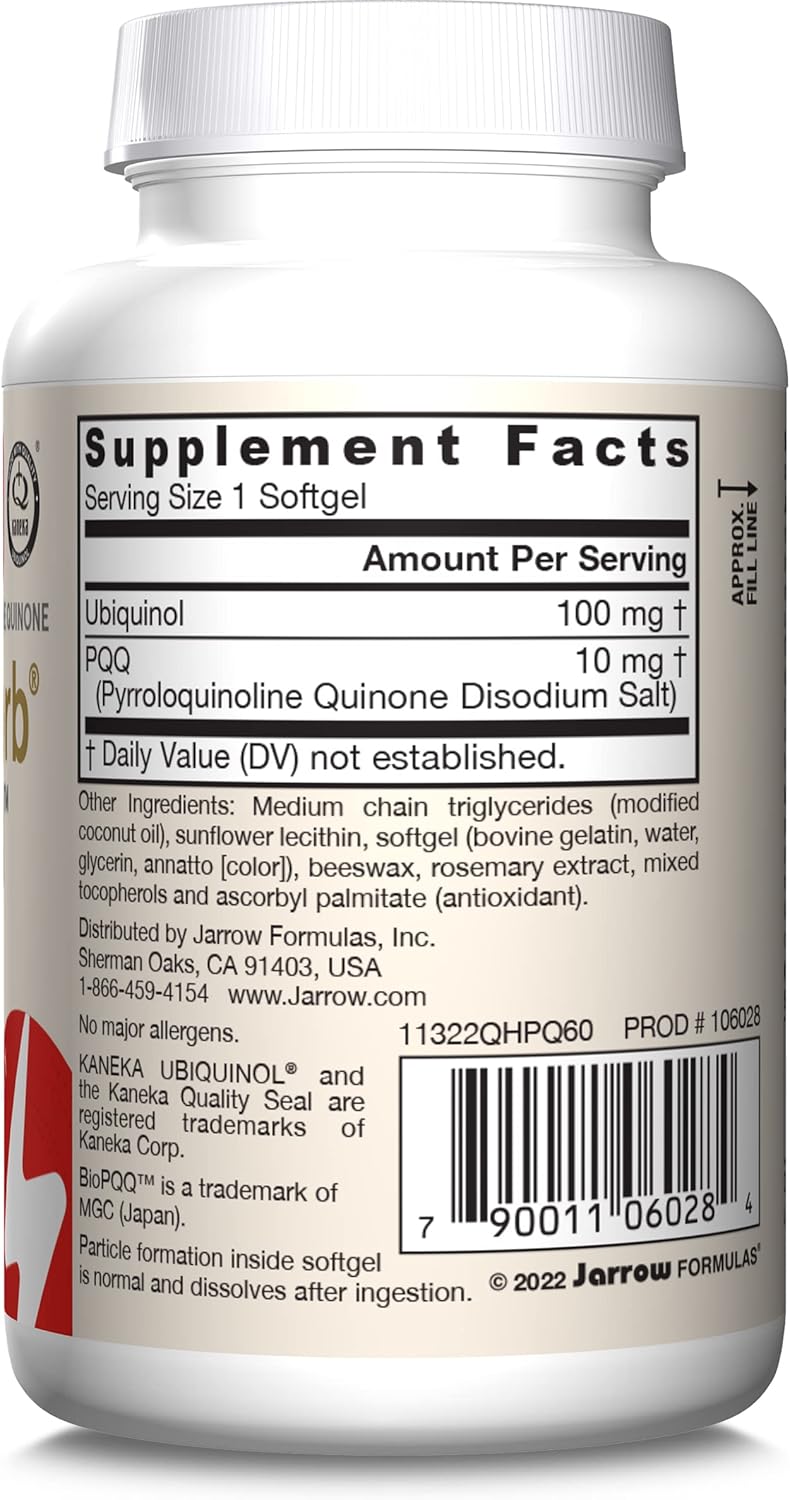 Supplement Facts
Serving Size 1 Softgel
Amount Per Serving
Ubiquinol 100 mg †
PQQ 10 mg †
(Pyrroloquinoline Quinone Disodium Salt)
† Daily Value (DV) not established.
Other Ingredients: Medium chain triglycerides (modified
coconut oil), sunflower lecithin, softgel (bovine gelatin, water,
glycerin, annatto [color]), beeswax, rosemary extract, mixed
tocopherols and ascorbyl palmitate (antioxidant).
Distributed by Jarrow Formulas, Inc.
Sherman Oaks, CA 91403, USA
1-866-459-4154 www.Jarrow.com
No major allergens.
KANEKA UBIQUINOL® and
the Kaneka Quality Seal are
registered trademarks of
Kaneka Corp.
BioPQQ™ is a trademark of
MGC (Japan).
Particle formation inside softgel
is normal and dissolves after ingestion.
11322QHPQ60 PROD # 106028
7 90011 06028 4
© 2022 Jarrow FORMULAS®
APPROX.
FILL LINE
Q
Kaneka
®
E QUINONE
rb®